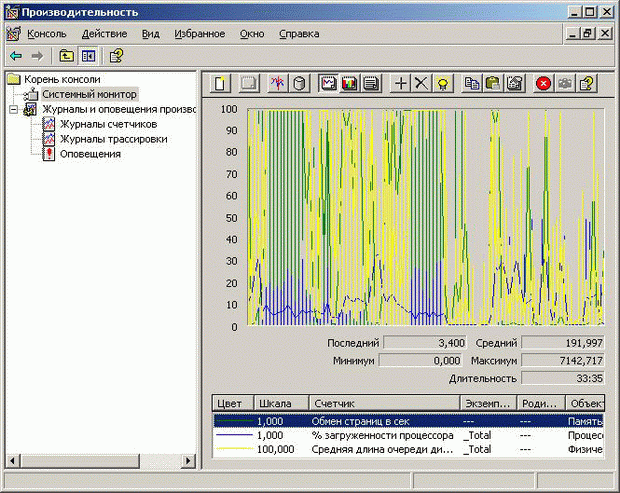 Производительность
Консоль Действие Вид Избранное Окно Справка
Корень консоли
Системный монитор
Журналы и оповещения произво
Журналы счетчиков
Журналы трассировки
Оповещения
100
90
80
70
60
50
40
30
20
10
0
Последний 3,400 Средний 191,997
Минимум 0,000 Максимум 7142,717
Длительность 33:35
Цвет Шкала Счетчик Экземп... Роди... Объект
1,000 Обмен страниц в сек --- --- Память
1,000 % загруженности процессора _Total --- Процес
100,000 Средняя длина очереди ди... _Total --- Физиче